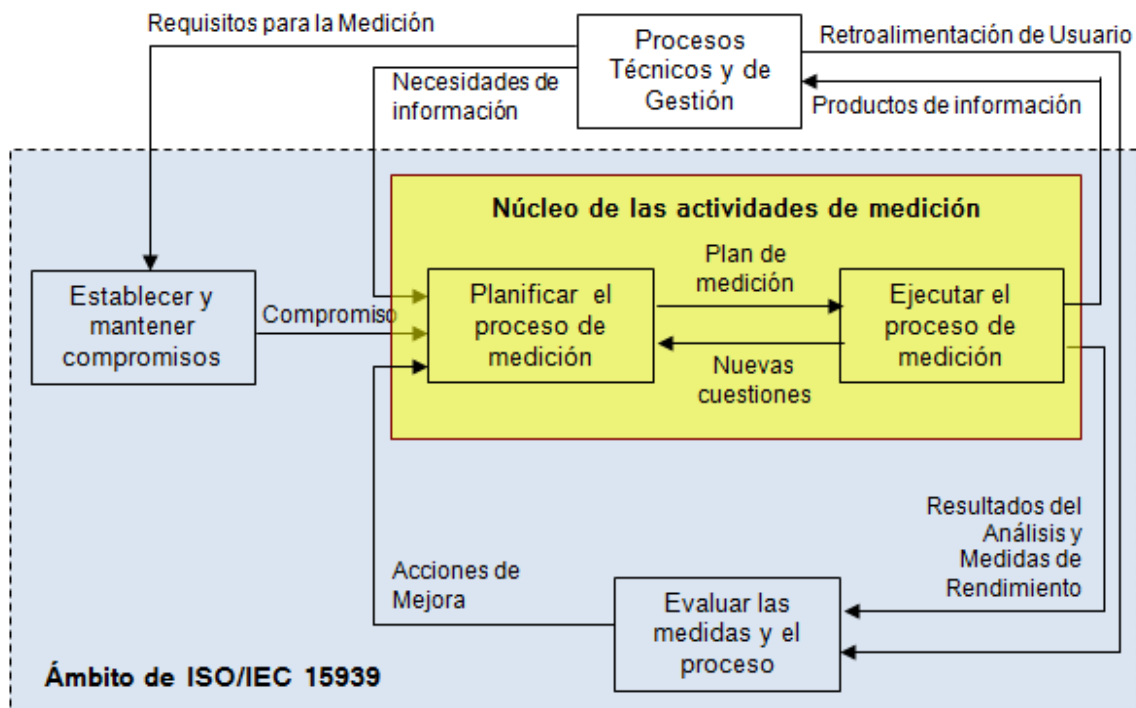 Requisitos para la Medición
Procesos
Técnicos y de
Gestión
Retroalimentación de Usuario
Necesidades de
información
Productos de información
Núcleo de las actividades de medición
Establecer y
mantener
compromisos
Compromiso
Planificar el
proceso de
medición
Plan de
medición
Nuevas
cuestiones
Ejecutar el
proceso de
medición
Resultados del
Análisis y
Medidas de
Rendimiento
Acciones de
Mejora
Evaluar las
medidas y el
proceso
Ámbito de ISO/IEC 15939